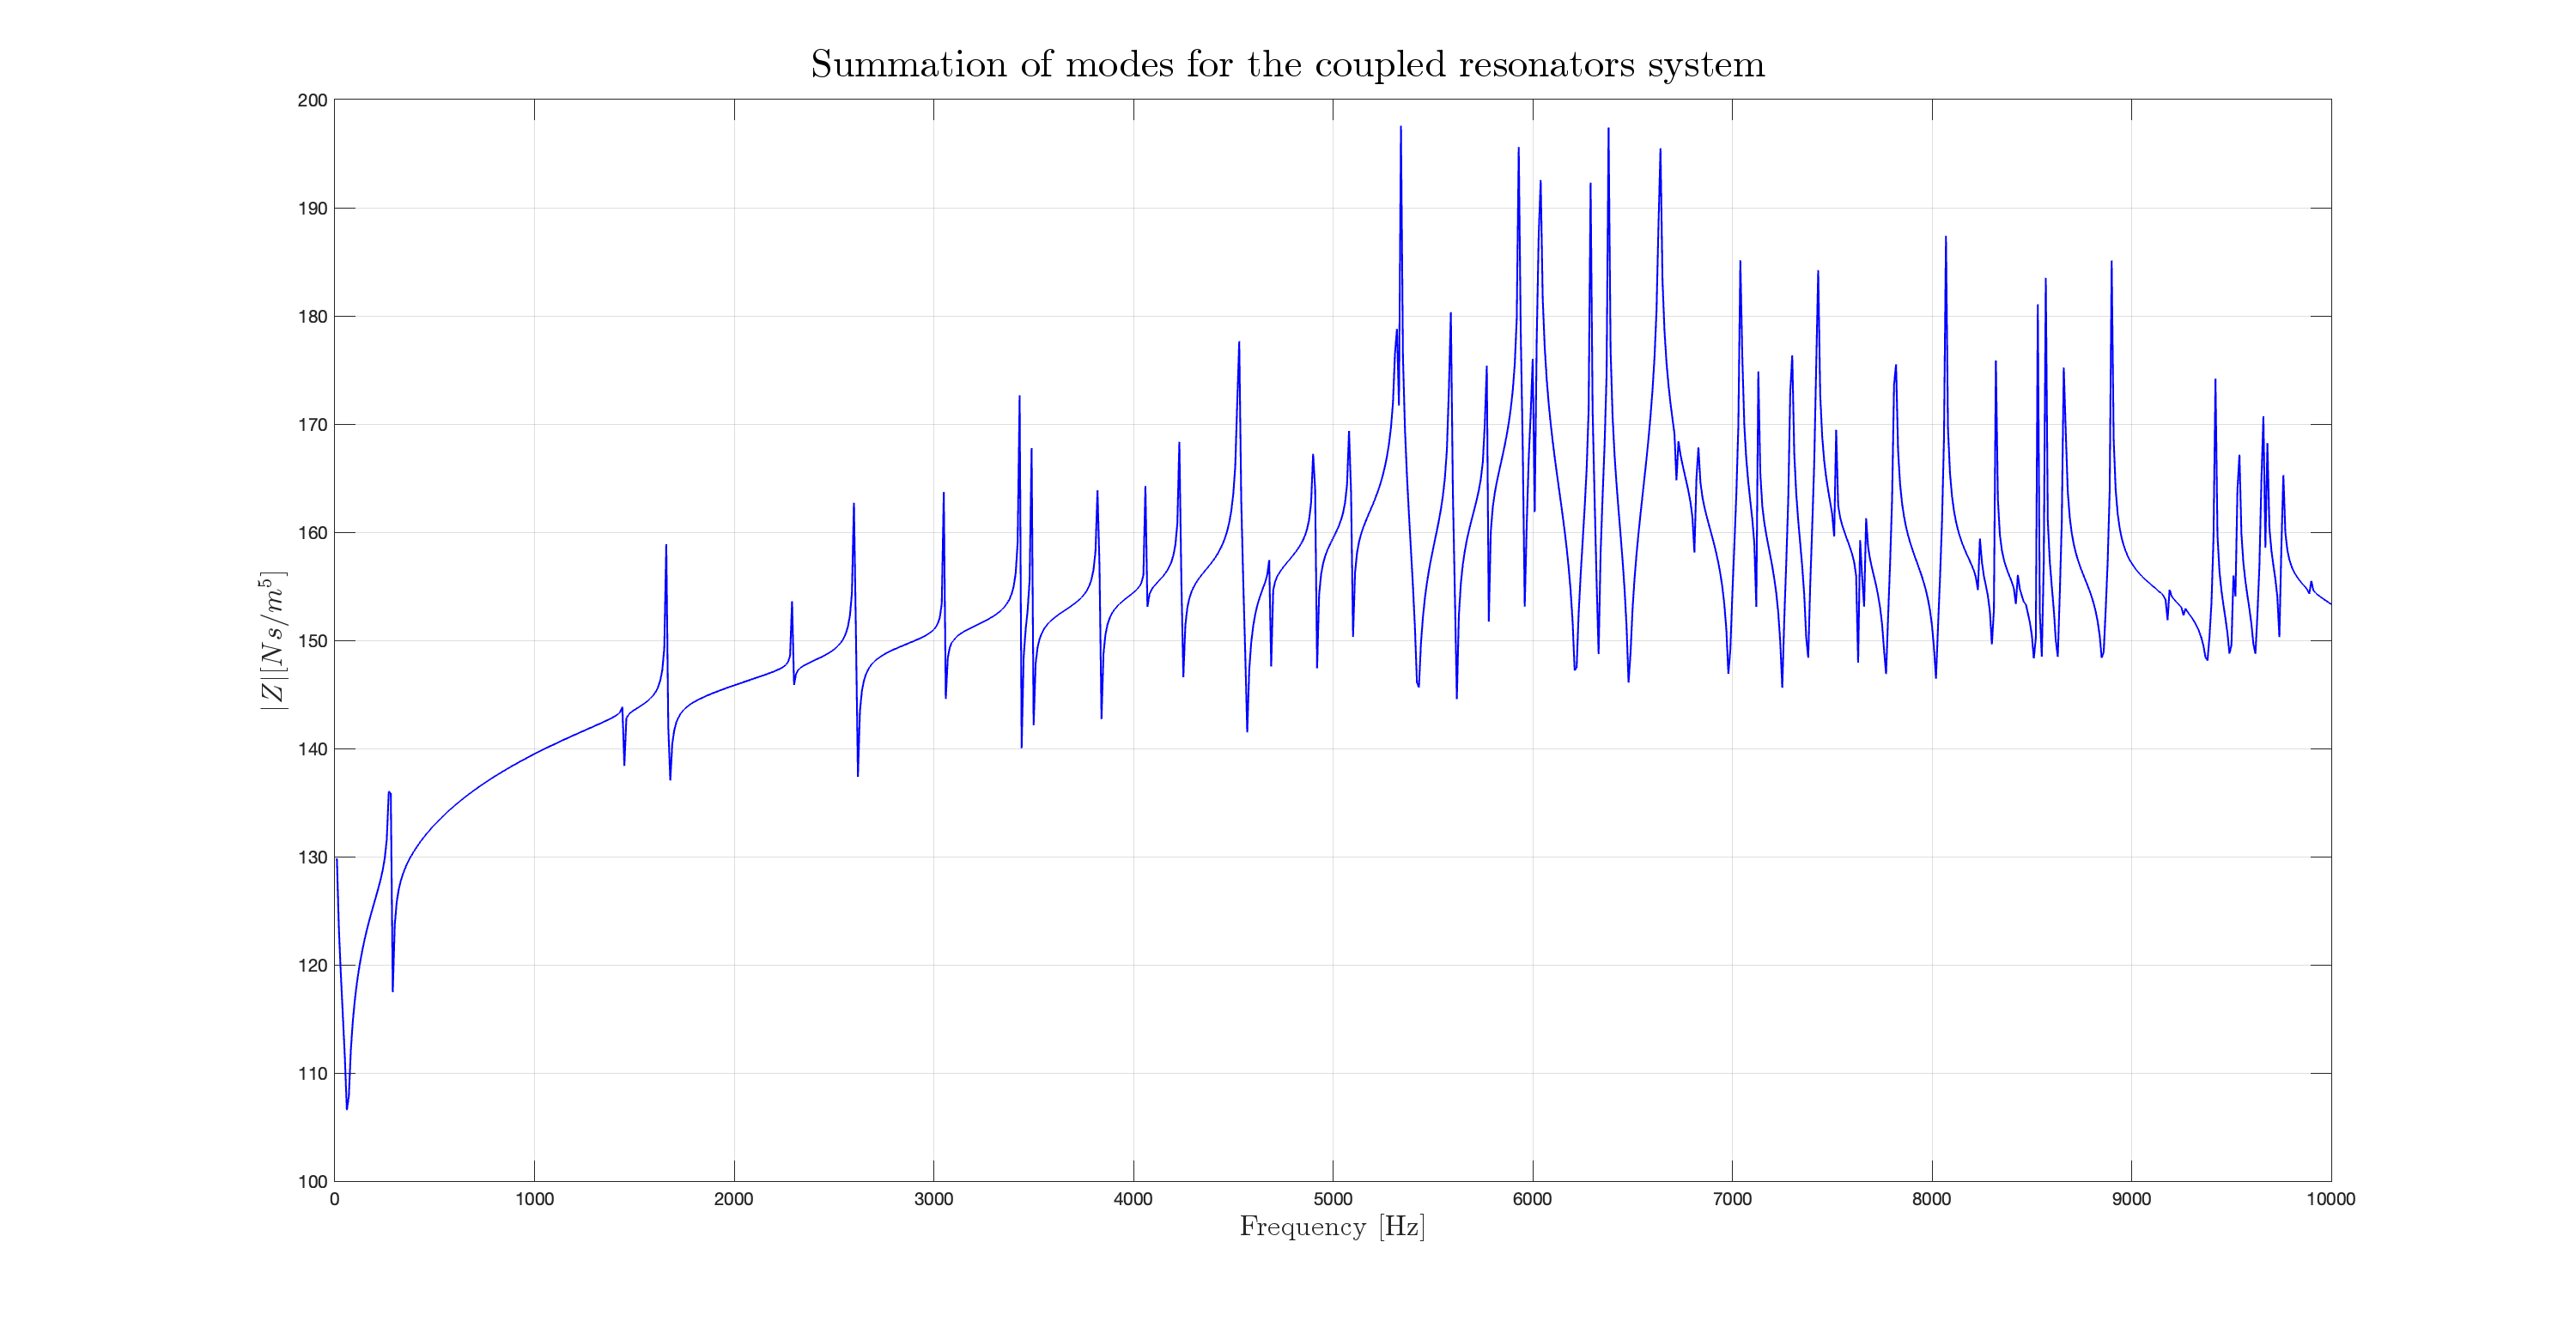 Summation of modes for the coupled resonators system
200
190
180
170
160
150
140
130
120
110
100
|Z|[Ns/m⁵]
0 1000 2000 3000 4000 5000 6000 7000 8000 9000 10000
Frequency [Hz]